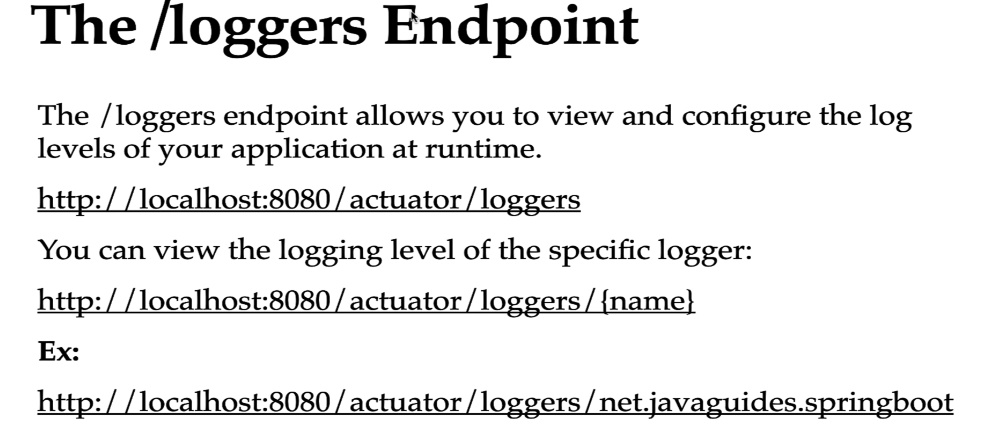 The /loggers Endpoint
The /loggers endpoint allows you to view and configure the log
levels of your application at runtime.
http://localhost:8080/actuator/loggers
You can view the logging level of the specific logger:
http://localhost:8080/actuator/loggers/{name}
Ex:
http://localhost:8080/actuator/loggers/net.javaguides.springboot